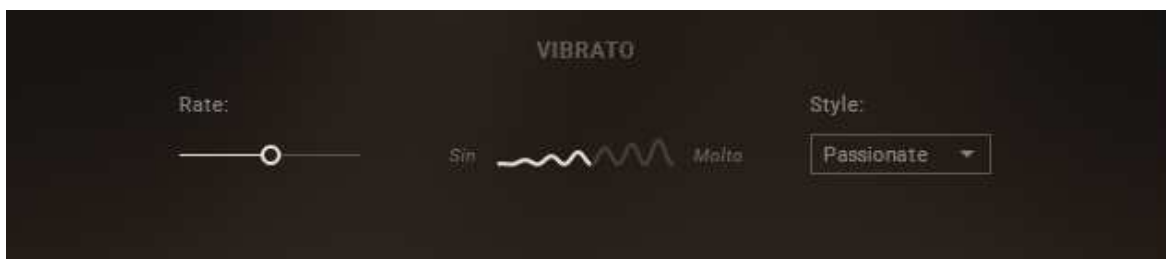 VIBRATO
Rate:
Style:
Sin
Molto
Passionate